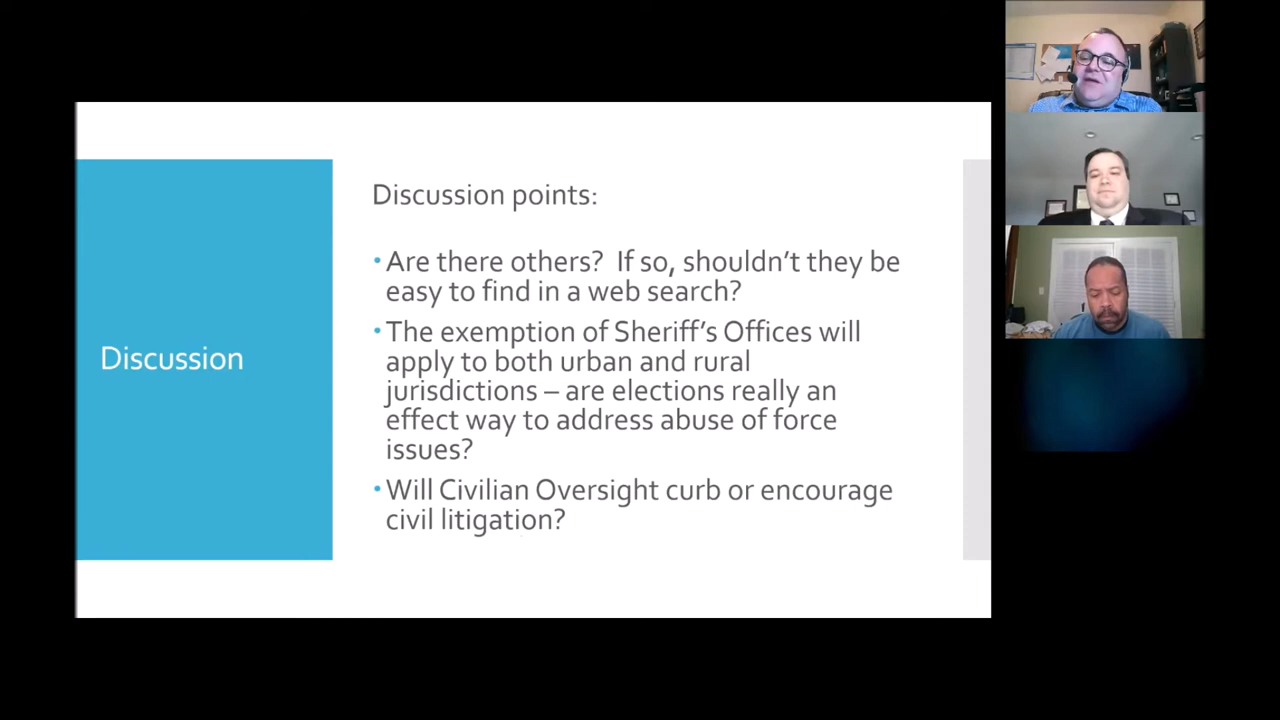 Discussion
Discussion points:
• Are there others?  If so, shouldn't they be
easy to find in a web search?
• The exemption of Sheriff's Offices will
apply to both urban and rural
jurisdictions – are elections really an
effect way to address abuse of force
issues?
• Will Civilian Oversight curb or encourage
civil litigation?